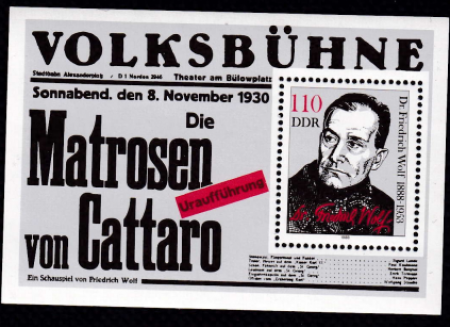 VOLKSBÜHNE
Theater am Bülowplatz
Sonnabend. den 8. November 1930
Die
Matrosen
von Cattaro
Uraufführung
Ein Schauspiel von Friedrich Wolf
110
DDR
Dr. Friedrich Wolf 1888-1953